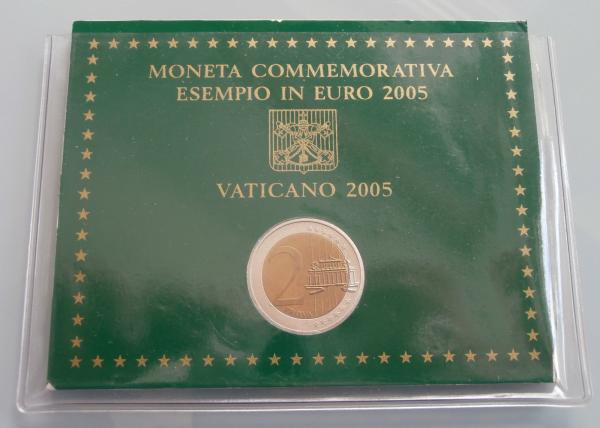 MONETA COMMEMORATIVA
ESEMPIO IN EURO 2005
VATICANO 2005
2